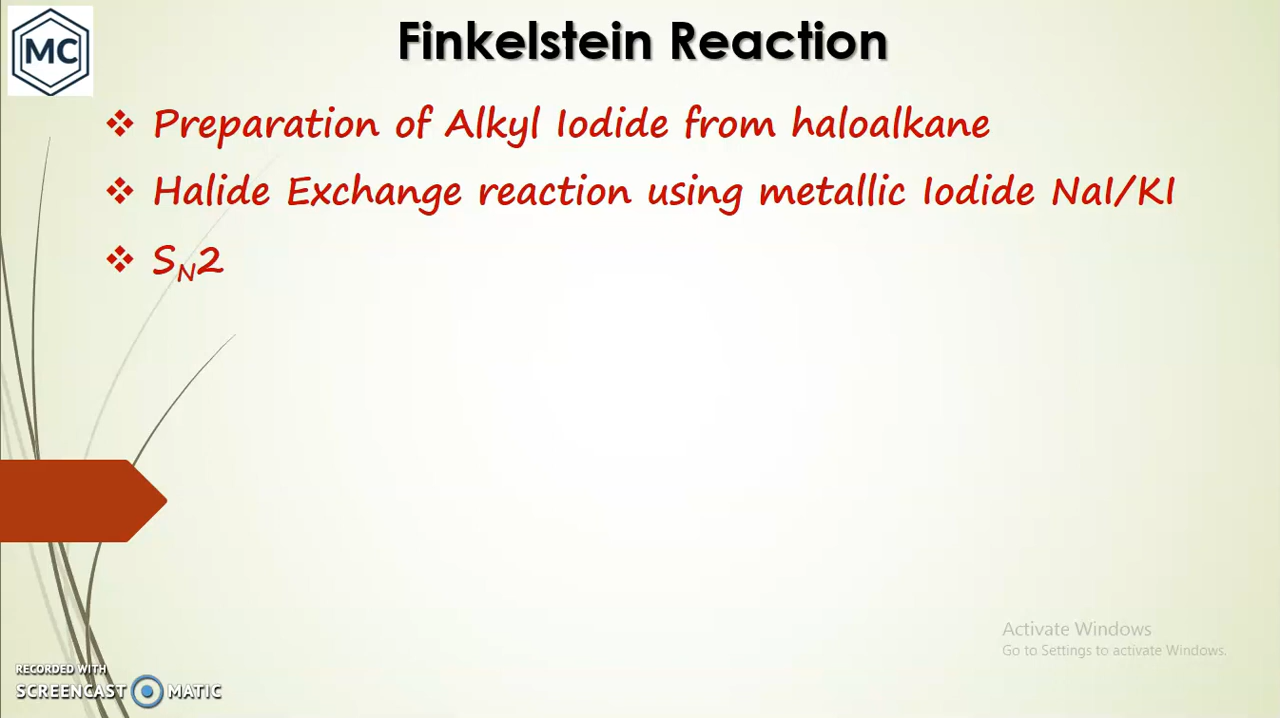 MC
Finkelstein Reaction
Preparation of Alkyl Iodide from haloalkane
Halide Exchange reaction using metallic Iodide NaI/KI
SN2
Activate Windows
Go to Settings to activate Windows.
RECORDED WITH
SCREENCAST MATIC